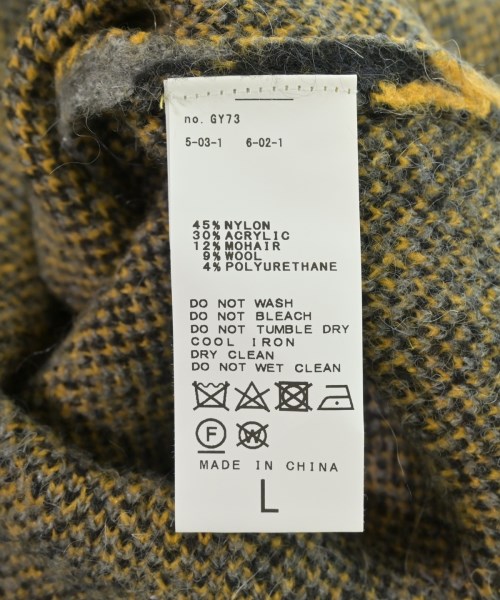 no. GY73
5-03-1 6-02-1
45% NYLON
30% ACRYLIC
12% MOHAIR
9% WOOL
4% POLYURETHANE
DO NOT WASH
DO NOT BLEACH
DO NOT TUMBLE DRY
COOL IRON
DRY CLEAN
DO NOT WET CLEAN
F W
MADE IN CHINA
L